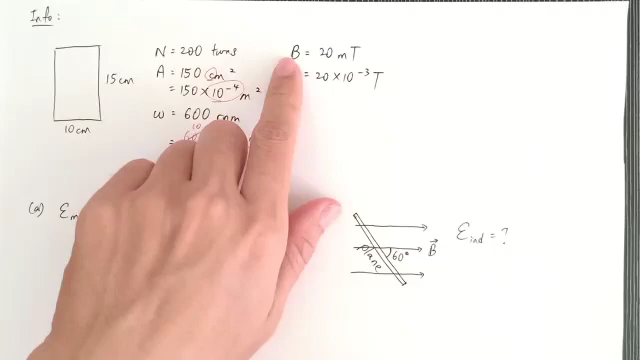 Info:
N = 200 turns
A = 150 cm²
= 150 × 10⁻⁴ m²
ω = 600 rpm
15 cm
10 cm
B = 20 mT
= 20 × 10⁻³ T
(a)
60°
plane
B
ε ind = ?